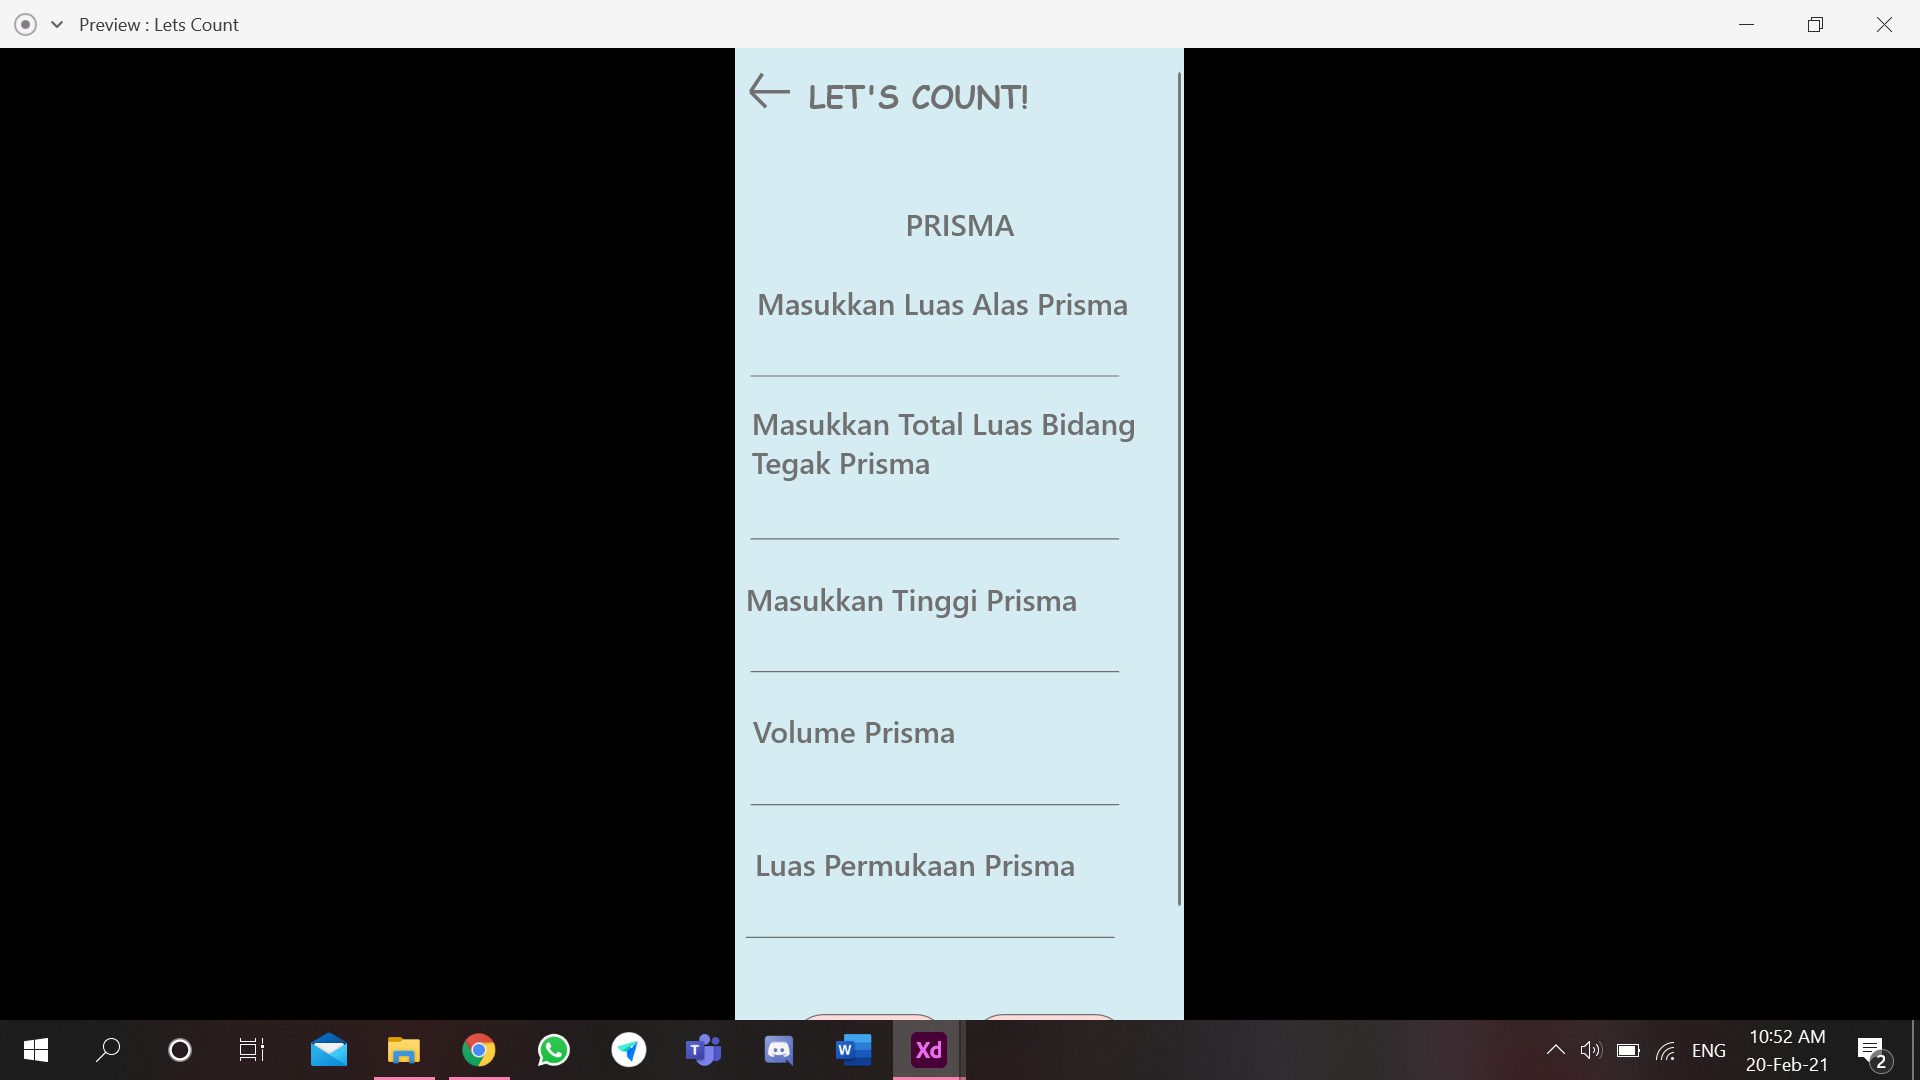 Preview : Lets Count
LET'S COUNT!
PRISMA
Masukkan Luas Alas Prisma
Masukkan Total Luas Bidang
Tegak Prisma
Masukkan Tinggi Prisma
Volume Prisma
Luas Permukaan Prisma
T
W
Xd
ENG
10:52 AM
20-Feb-21
2